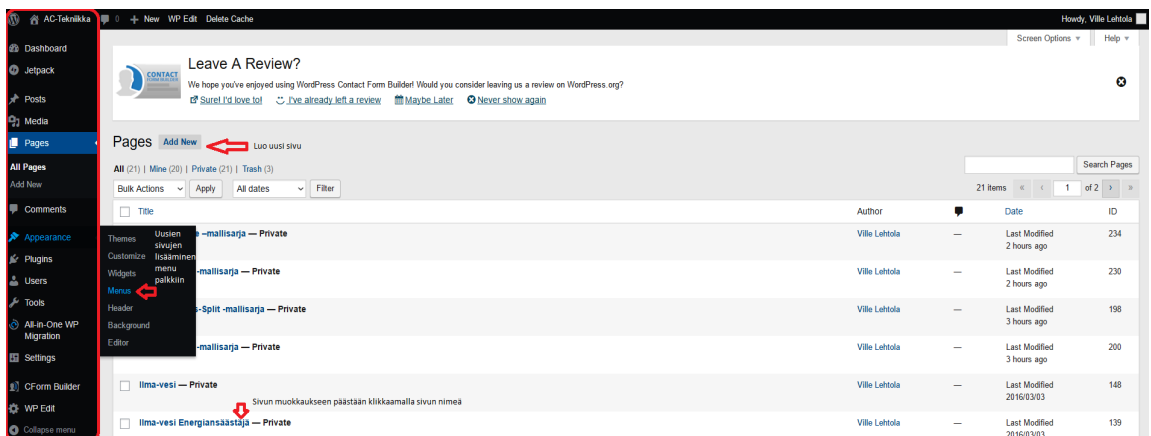 AC-Tekniikka 0 + New WP Edit Delete Cache Howdy, Ville Lehtola
Screen Options Help
Dashboard
Jetpack
Posts
Media
Pages
All Pages
Add New
Comments
Appearance
Plugins
Users
Tools
All-in-One WP
Migration
Settings
CForm Builder
WP Edit
Collapse menu
CONTACT
Leave A Review?
We hope you've enjoyed using WordPress Contact Form Builder! Would you consider leaving us a review on WordPress.org?
Sure! I'd love to! I've already left a review Maybe Later Never show again
Pages Add New Luo uusi sivu
All (21) | Mine (20) | Private (21) | Trash (3)
Search Pages
Bulk Actions Apply All dates Filter 21 items « ‹ 1 of 2 › »
Title Author Date ID
Themes
Customize
Widgets
Menus
Header
Background
Editor
Uusien
sivujen
lisääminen
menu
palkkiin
e –mallisarja — Private Ville Lehtola — Last Modified 234
2 hours ago
-mallisarja — Private Ville Lehtola — Last Modified 230
2 hours ago
s-Split -mallisarja — Private Ville Lehtola — Last Modified 198
3 hours ago
-mallisarja — Private Ville Lehtola — Last Modified 200
3 hours ago
Ilma-vesi — Private Ville Lehtola — Last Modified 148
2016/03/03
Sivun muokkaukseen päästään klikkaamalla sivun nimeä
Ilma-vesi Energiansäästäjä — Private Ville Lehtola — Last Modified 139
2016/03/03